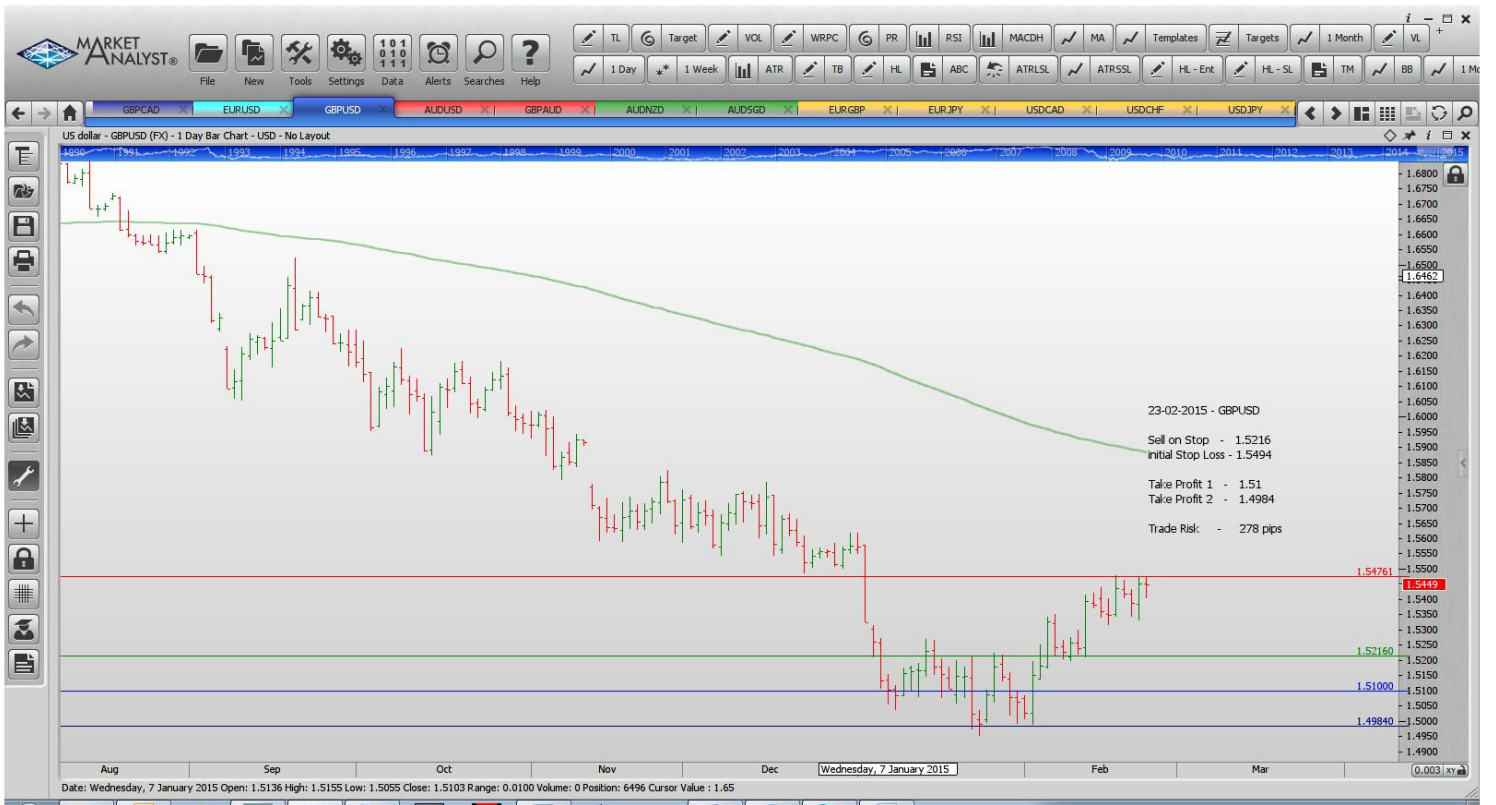 MARKET ANALYST®
File New Tools Settings Data Alerts Searches Help
TL Target VOL WRPC PR RSI MACDH MA Templates Targets 1 Month VL
1 Day 1 Week ATR TB HL ABC ATRLSL ATRSSL HL - Ent HL - SL TM BB
GBPCAD EURUSD GBPUSD AUDUSD GBPAUD AUDNZD AUDSGD EURGBP EURJPY USDCAD USDCHF USDJPY
US dollar - GBPUSD (FX) - 1 Day Bar Chart - USD - No Layout
1990 1991 1992 1993 1994 1995 1996 1997 1998 1999 2000 2001 2002 2003 2004 2005 2006 2007 2008 2009 2010 2011 2012 2013 2014 2015
1.6800
1.6750
1.6700
1.6650
1.6600
1.6550
1.6500
1.6462
1.6400
1.6350
1.6300
1.6250
1.6200
1.6150
1.6100
1.6050
1.6000
1.5950
1.5900
1.5850
1.5800
1.5750
1.5700
1.5650
1.5600
1.5550
1.5500
1.5449
1.5400
1.5350
1.5300
1.5250
1.5200
1.5150
1.5100
1.5050
1.5000
1.4950
1.4900
23-02-2015 - GBPUSD
Sell on Stop - 1.5216
initial Stop Loss - 1.5494
Take Profit 1 - 1.51
Take Profit 2 - 1.4984
Trade Risk - 278 pips
1.54761
1.52160
1.51000
1.49840
Aug Sep Oct Nov Dec Wednesday, 7 January 2015 Feb Mar 0.003 XY
Date: Wednesday, 7 January 2015 Open: 1.5136 High: 1.5155 Low: 1.5055 Close: 1.5103 Range: 0.0100 Volume: 0 Position: 6496 Cursor Value : 1.65